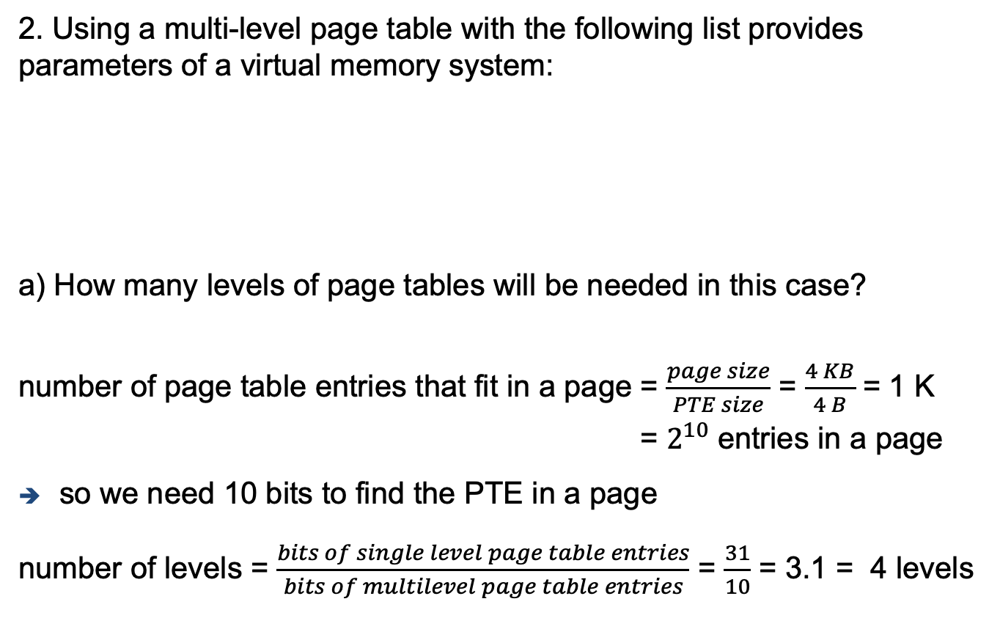 2. Using a multi-level page table with the following list provides
parameters of a virtual memory system:
a) How many levels of page tables will be needed in this case?
number of page table entries that fit in a page = \frac{page size}{PTE size} = \frac{4 KB}{4 B} = 1 K
= 2^{10} entries in a page
➔ so we need 10 bits to find the PTE in a page
number of levels = \frac{bits of single level page table entries}{bits of multilevel page table entries} = \frac{31}{10} = 3.1 = 4 levels